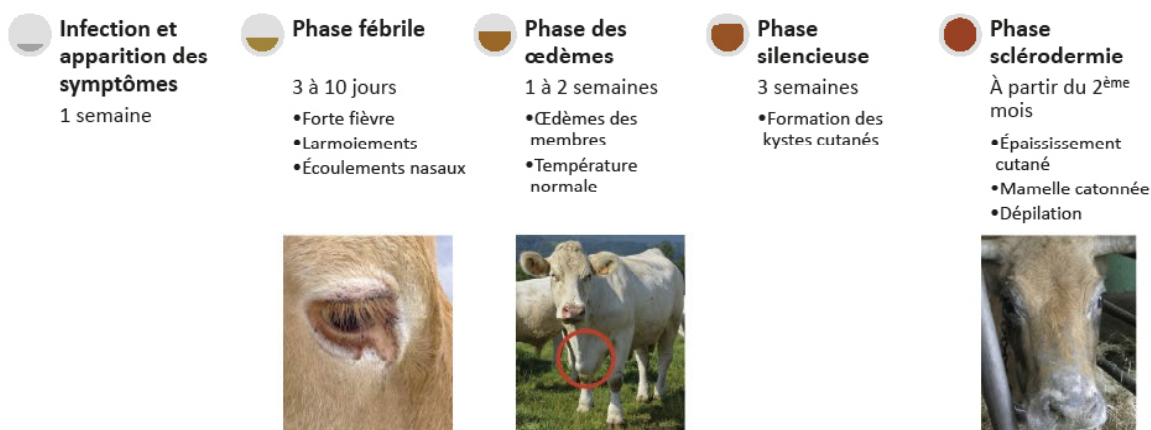 Infection et
apparition des
symptômes
1 semaine
Phase fébrile
3 à 10 jours
•Forte fièvre
•Larmoiements
•Écoulements nasaux
Phase des
œdèmes
1 à 2 semaines
•Œdèmes des
membres
•Température
normale
Phase
silencieuse
3 semaines
•Formation des
kystes cutanés
Phase
sclérodermie
À partir du 2ème
mois
•Épaississement
cutané
•Mamelle catonnée
•Dépilation